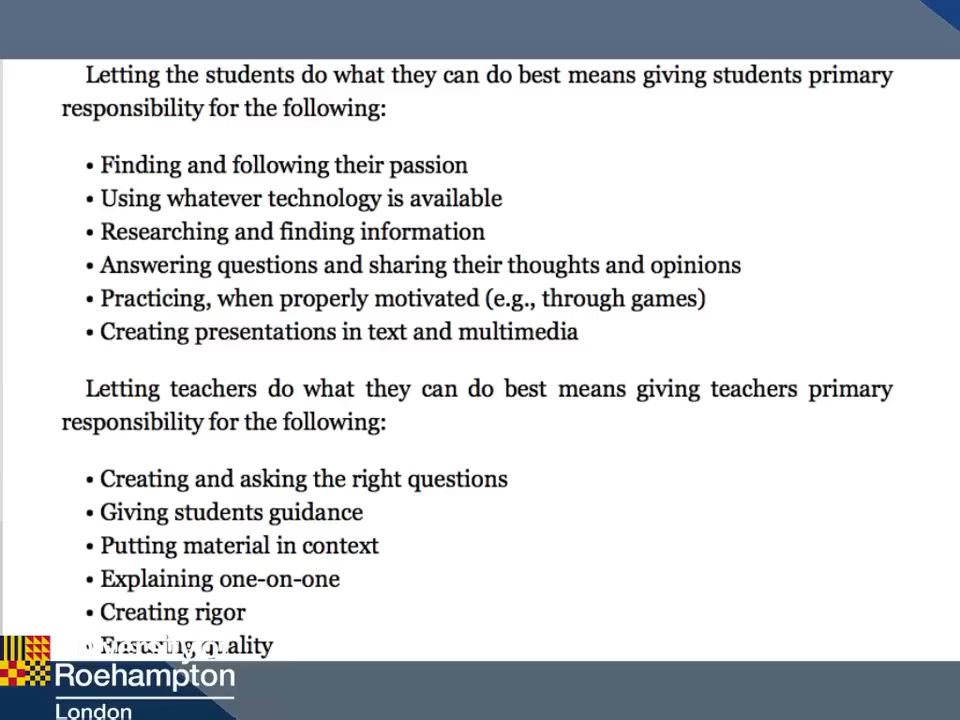 Letting the students do what they can do best means giving students primary
responsibility for the following:
• Finding and following their passion
• Using whatever technology is available
• Researching and finding information
• Answering questions and sharing their thoughts and opinions
• Practicing, when properly motivated (e.g., through games)
• Creating presentations in text and multimedia
Letting teachers do what they can do best means giving teachers primary
responsibility for the following:
• Creating and asking the right questions
• Giving students guidance
• Putting material in context
• Explaining one-on-one
• Creating rigor
• Ensuring quality
Roehampton
London